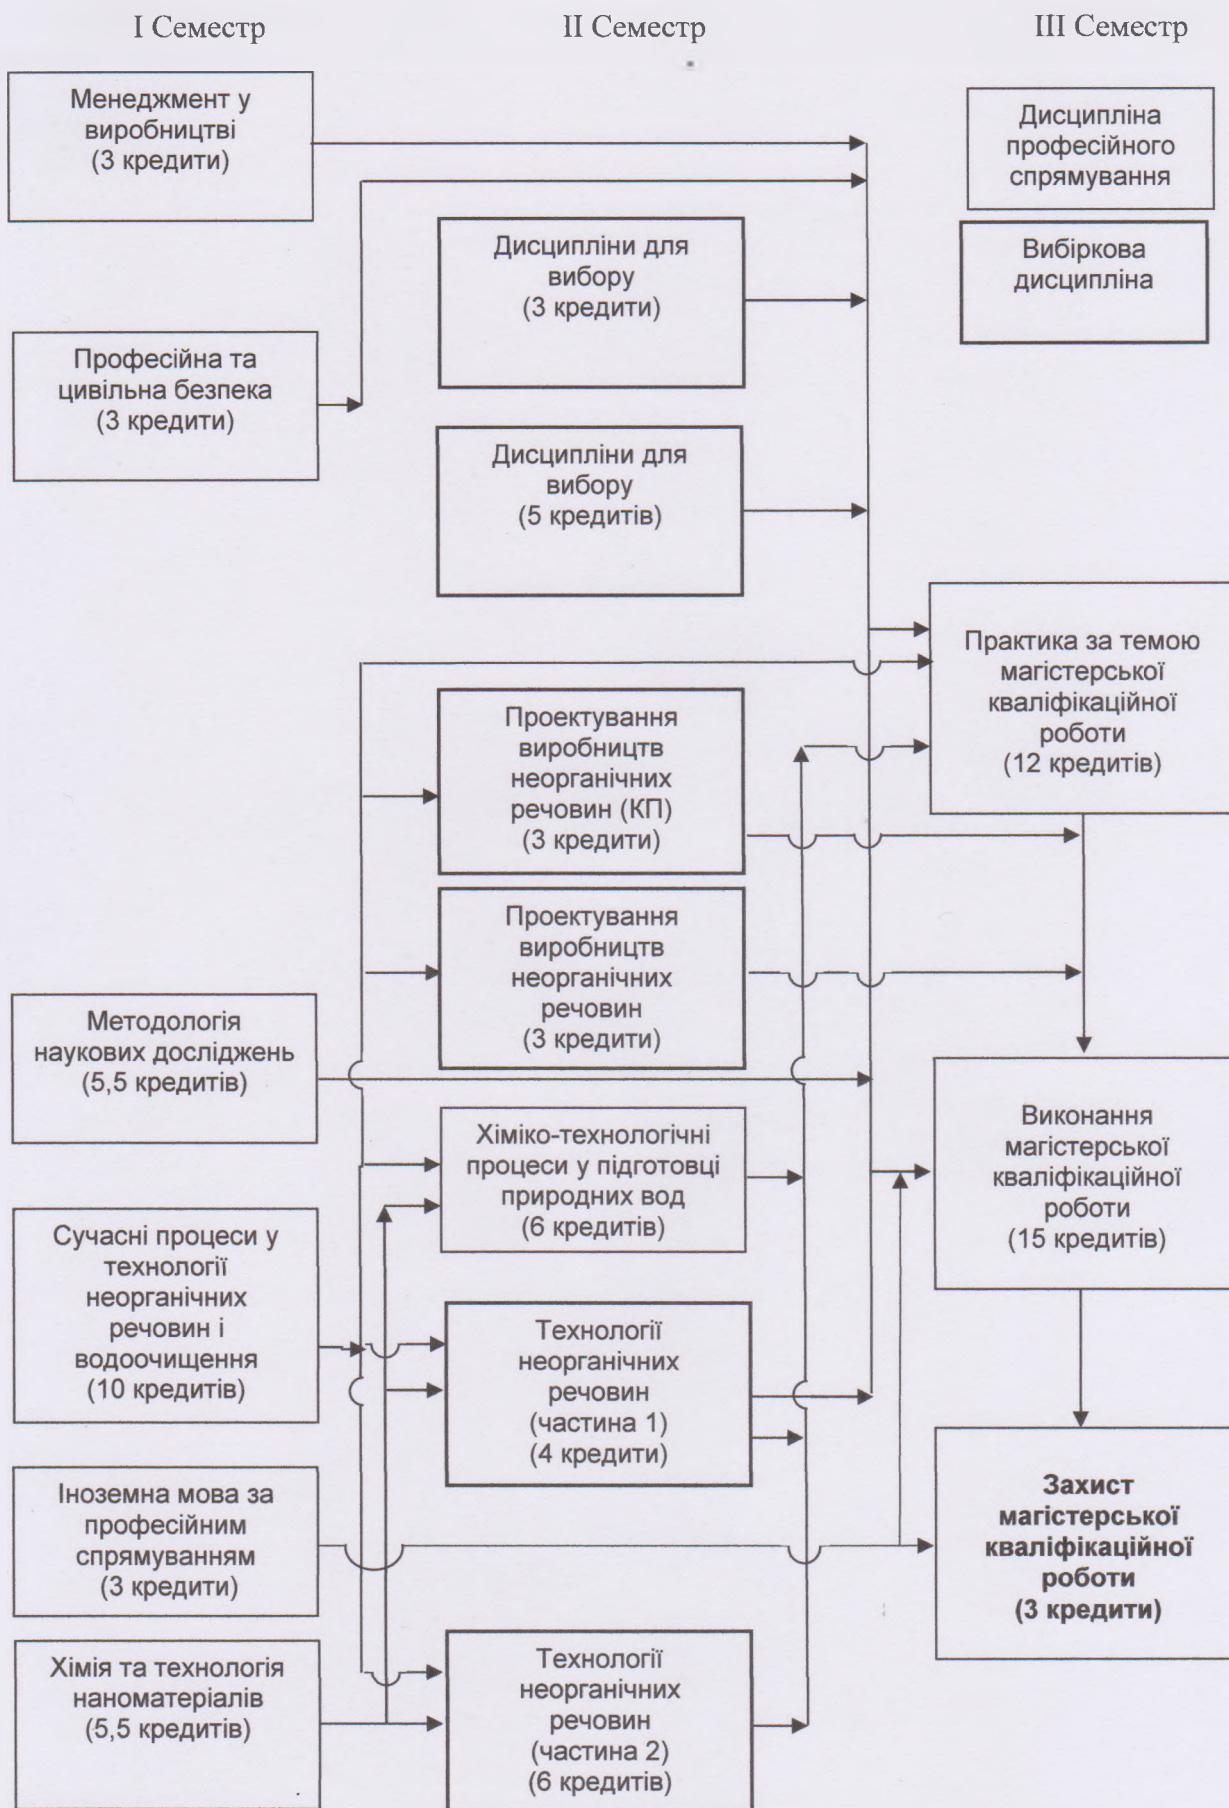 І Семестр
ІІ Семестр
ІІІ Семестр
Менеджмент у
виробництві
(3 кредити)
Професійна та
цивільна безпека
(3 кредити)
Методологія
наукових досліджень
(5,5 кредитів)
Сучасні процеси у
технології
неорганічних
речовин і
водоочищення
(10 кредитів)
Іноземна мова за
професійним
спрямуванням
(3 кредити)
Хімія та технологія
наноматеріалів
(5,5 кредитів)
Дисципліни для
вибору
(3 кредити)
Дисципліни для
вибору
(5 кредитів)
Проектування
виробництв
неорганічних
речовин (КП)
(3 кредити)
Проектування
виробництв
неорганічних
речовин
(3 кредити)
Хіміко-технологічні
процеси у підготовці
природних вод
(6 кредитів)
Технології
неорганічних
речовин
(частина 1)
(4 кредити)
Технології
неорганічних
речовин
(частина 2)
(6 кредитів)
Дисципліна
професійного
спрямування
Вибіркова
дисципліна
Практика за темою
магістерської
кваліфікаційної
роботи
(12 кредитів)
Виконання
магістерської
кваліфікаційної
роботи
(15 кредитів)
Захист
магістерської
кваліфікаційної
роботи
(3 кредити)